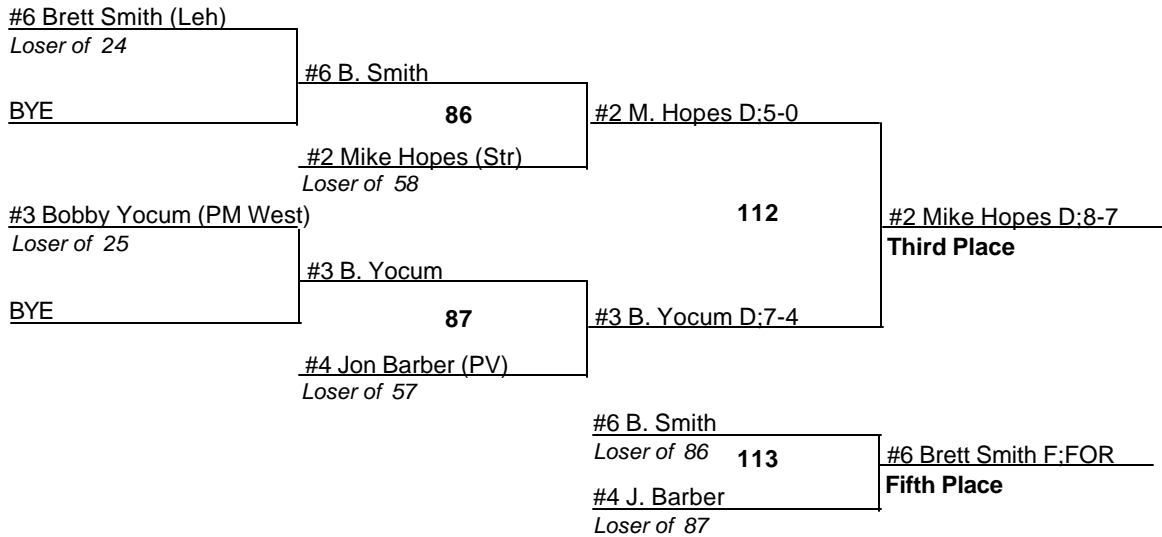 #6 Brett Smith (Leh)
Loser of 24
#6 B. Smith
BYE
86
#2 M. Hopes D;5-0
#2 Mike Hopes (Str)
Loser of 58
#3 Bobby Yocum (PM West)
112
#2 Mike Hopes D;8-7
Loser of 25
Third Place
#3 B. Yocum
BYE
87
#3 B. Yocum D;7-4
#4 Jon Barber (PV)
Loser of 57
#6 B. Smith
Loser of 86
113
#6 Brett Smith F;FOR
Fifth Place
#4 J. Barber
Loser of 87